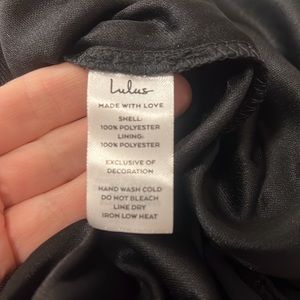 Lulus
MADE WITH LOVE
SHELL:
100% POLYESTER
LINING:
100% POLYESTER
EXCLUSIVE OF
DECORATION
HAND WASH COLD
DO NOT BLEACH
LINE DRY
IRON LOW HEAT